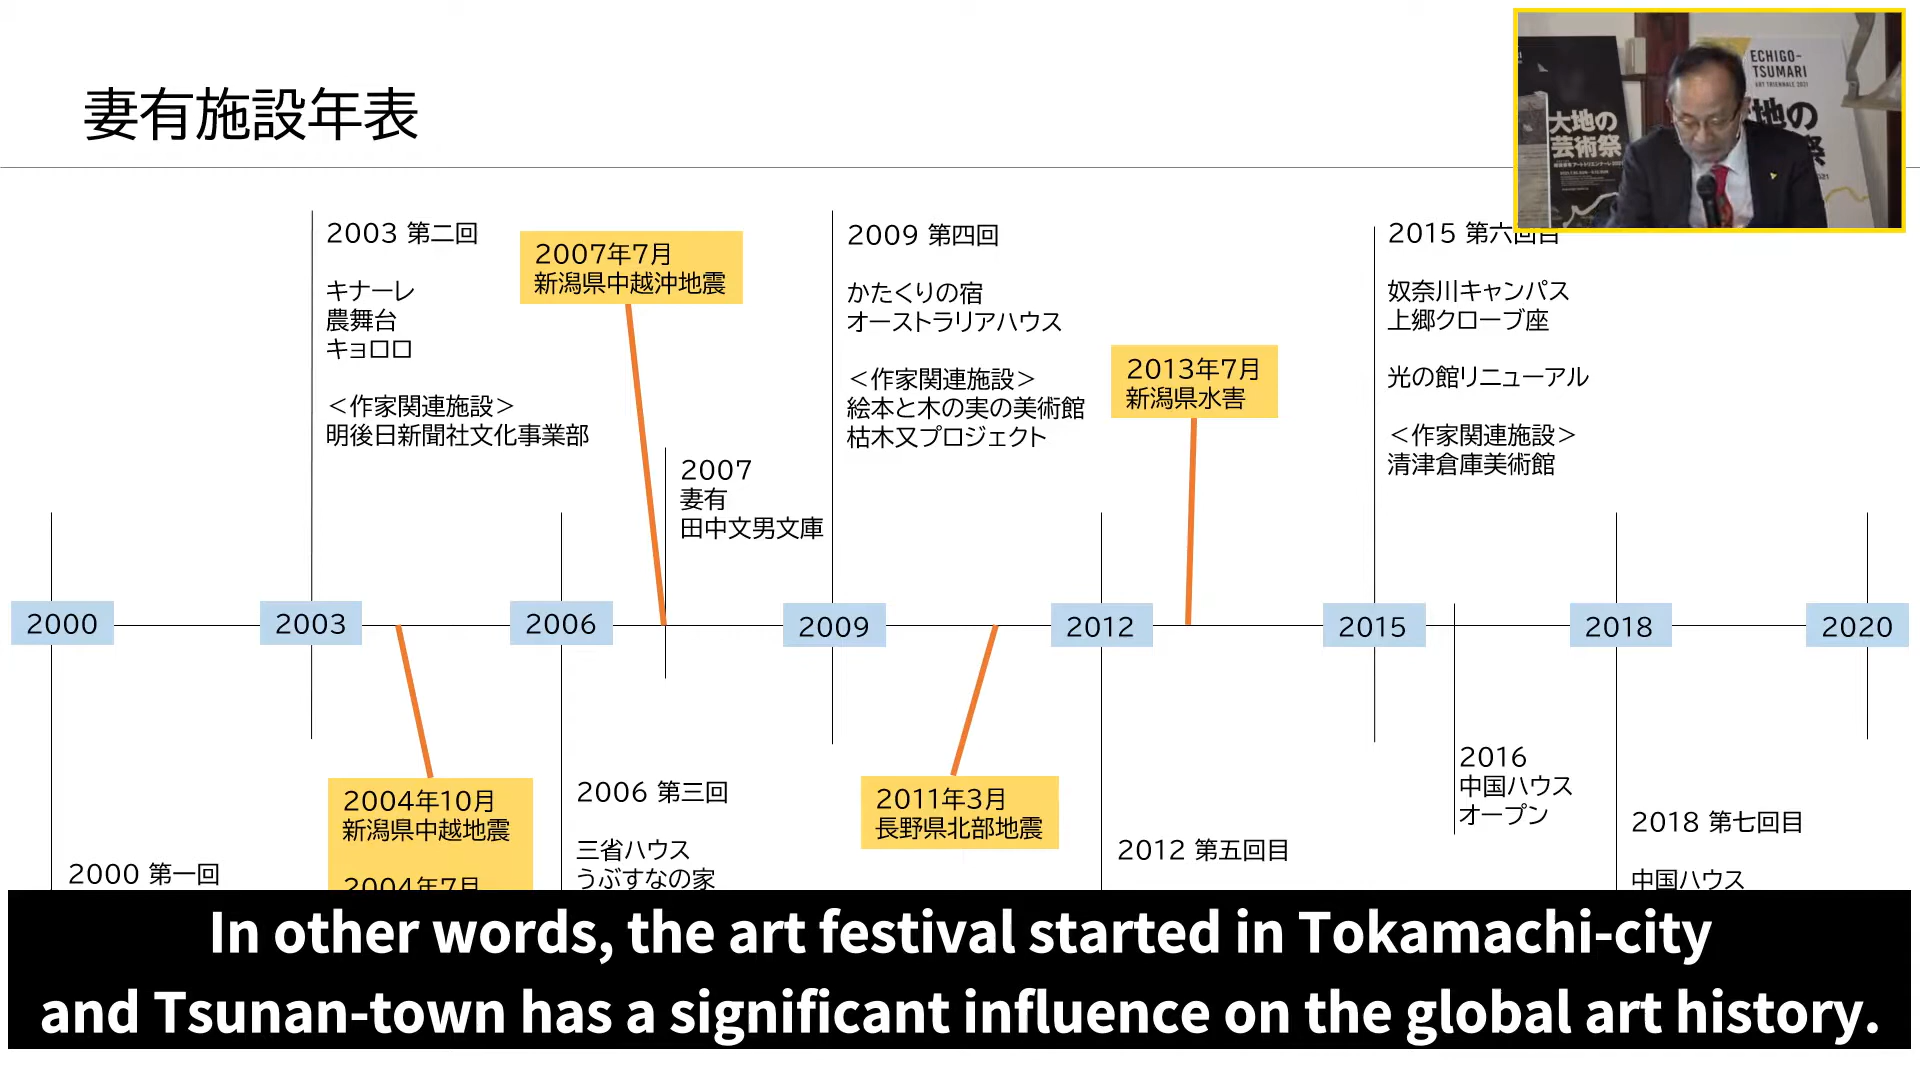 妻有施設年表
ECHIGO-
TSUMARI
ART TRIENNALE 2021
大地の
芸術祭
地の
祭
2003 第二回
キナーレ
農舞台
キョロロ
＜作家関連施設＞
明後日新聞社文化事業部
2007年7月
新潟県中越沖地震
2007
妻有
田中文男文庫
2009 第四回
かたくりの宿
オーストラリアハウス
＜作家関連施設＞
絵本と木の実の美術館
枯木又プロジェクト
2013年7月
新潟県水害
2015 第六回目
奴奈川キャンパス
上郷クローブ座
光の館リニューアル
＜作家関連施設＞
清津倉庫美術館
2000
2003
2006
2009
2012
2015
2018
2020
2000 第一回
2004年10月
新潟県中越地震
2004年7月
2006 第三回
三省ハウス
うぶすなの家
2011年3月
長野県北部地震
2012 第五回目
2016
中国ハウス
オープン
2018 第七回目
中国ハウス
In other words, the art festival started in Tokamachi-city
and Tsunan-town has a significant influence on the global art history.